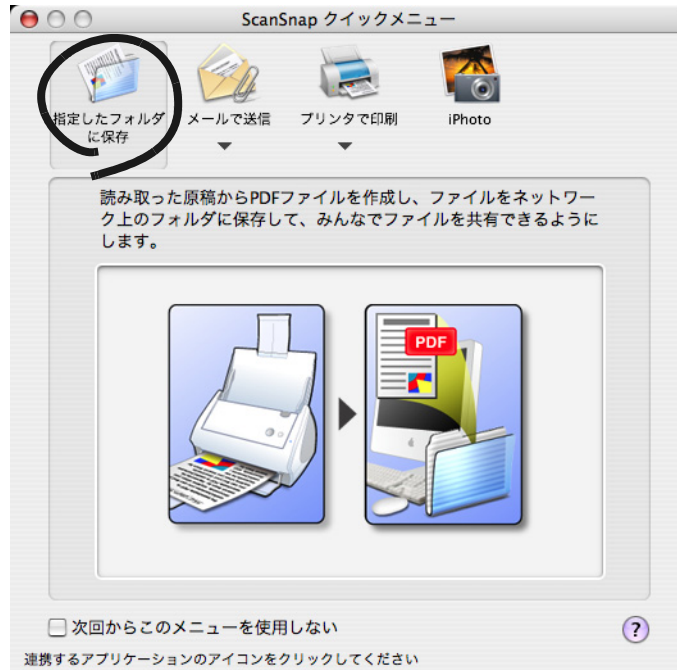 ScanSnap クイックメニュー
指定したフォルダ
に保存
メールで送信
プリンタで印刷
iPhoto
読み取った原稿からPDFファイルを作成し、ファイルをネットワー
ク上のフォルダに保存して、みんなでファイルを共有できるように
します。
PDF
次回からこのメニューを使用しない
?
連携するアプリケーションのアイコンをクリックしてください